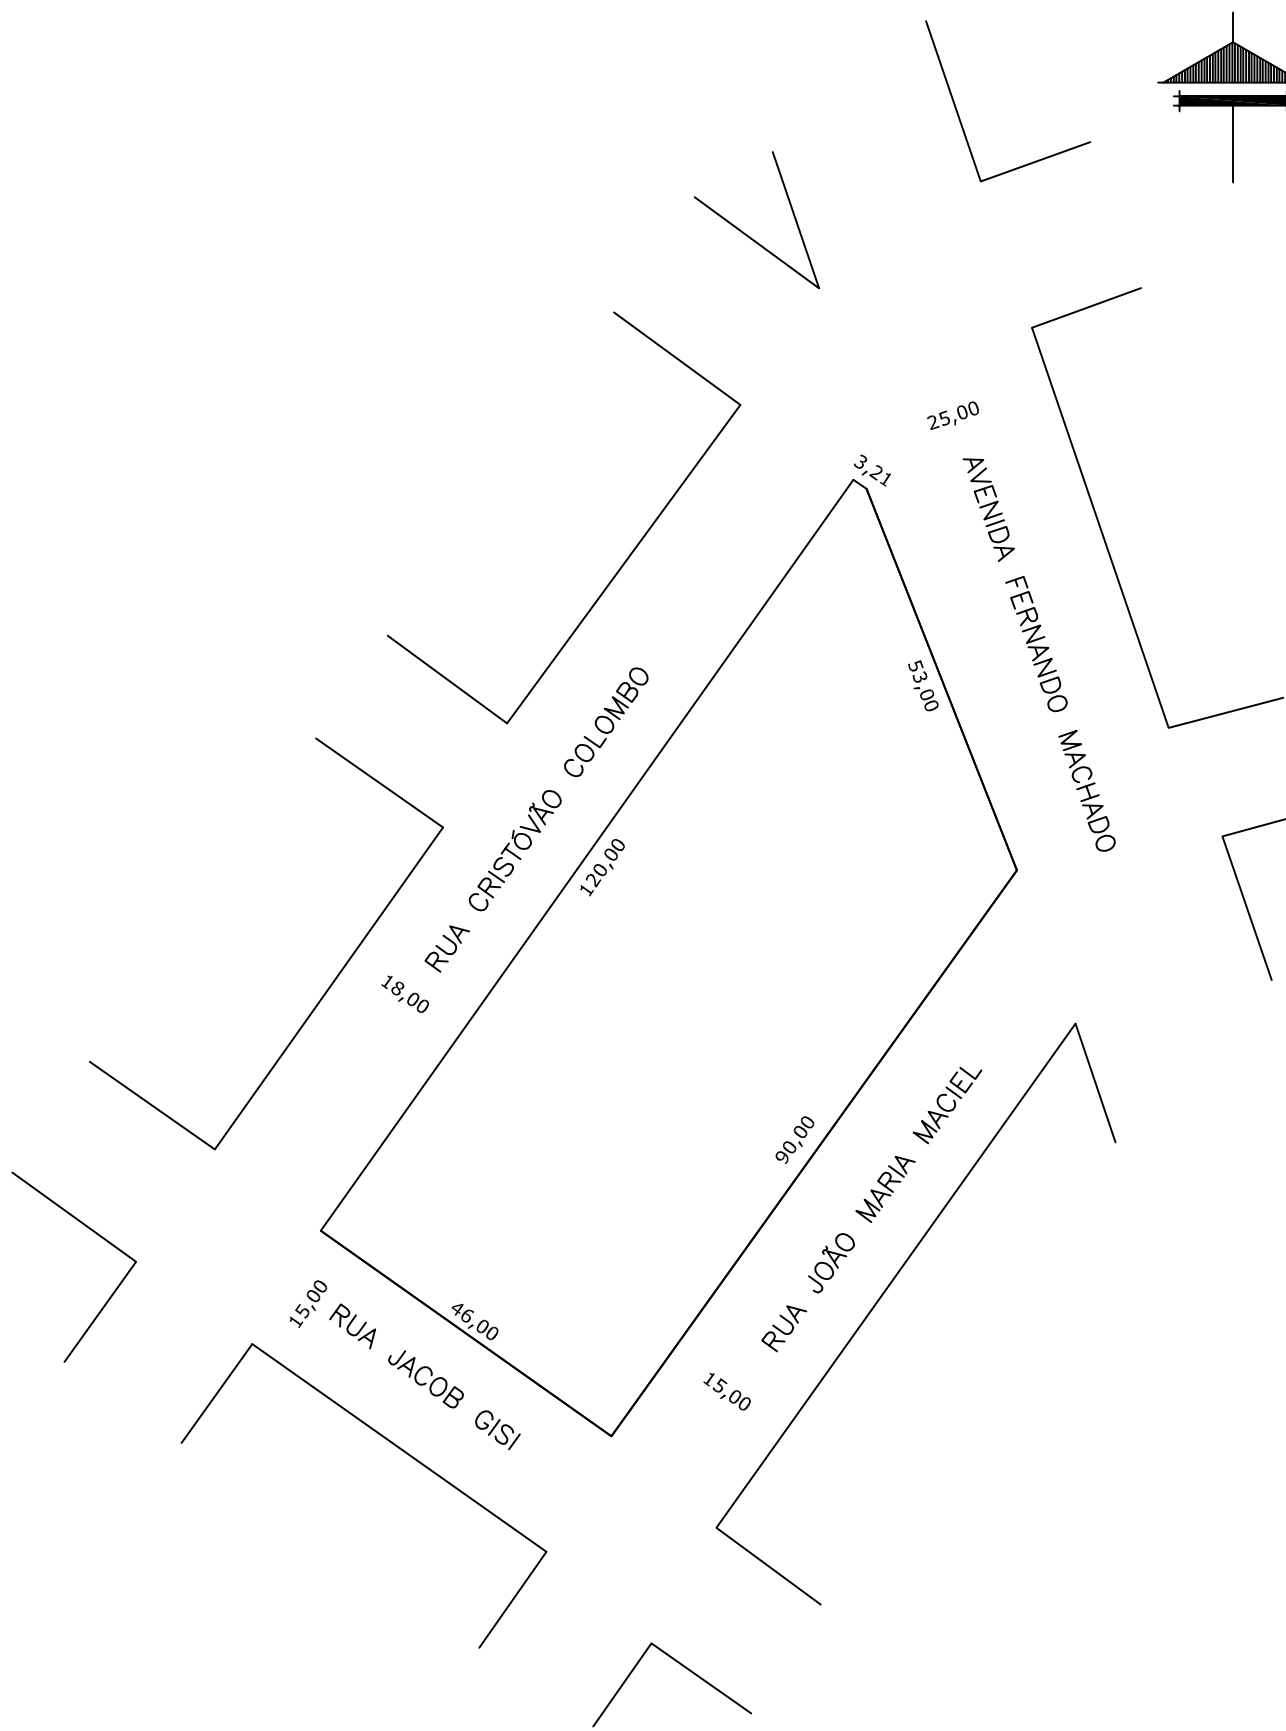 25,00
3,21
AVENIDA FERNANDO MACHADO
53,00
RUA CRISTÓVÃO COLOMBO
120,00
18,00
90,00
RUA JOÃO MARIA MACIEL
15,00
46,00
RUA JACOB GISI
15,00